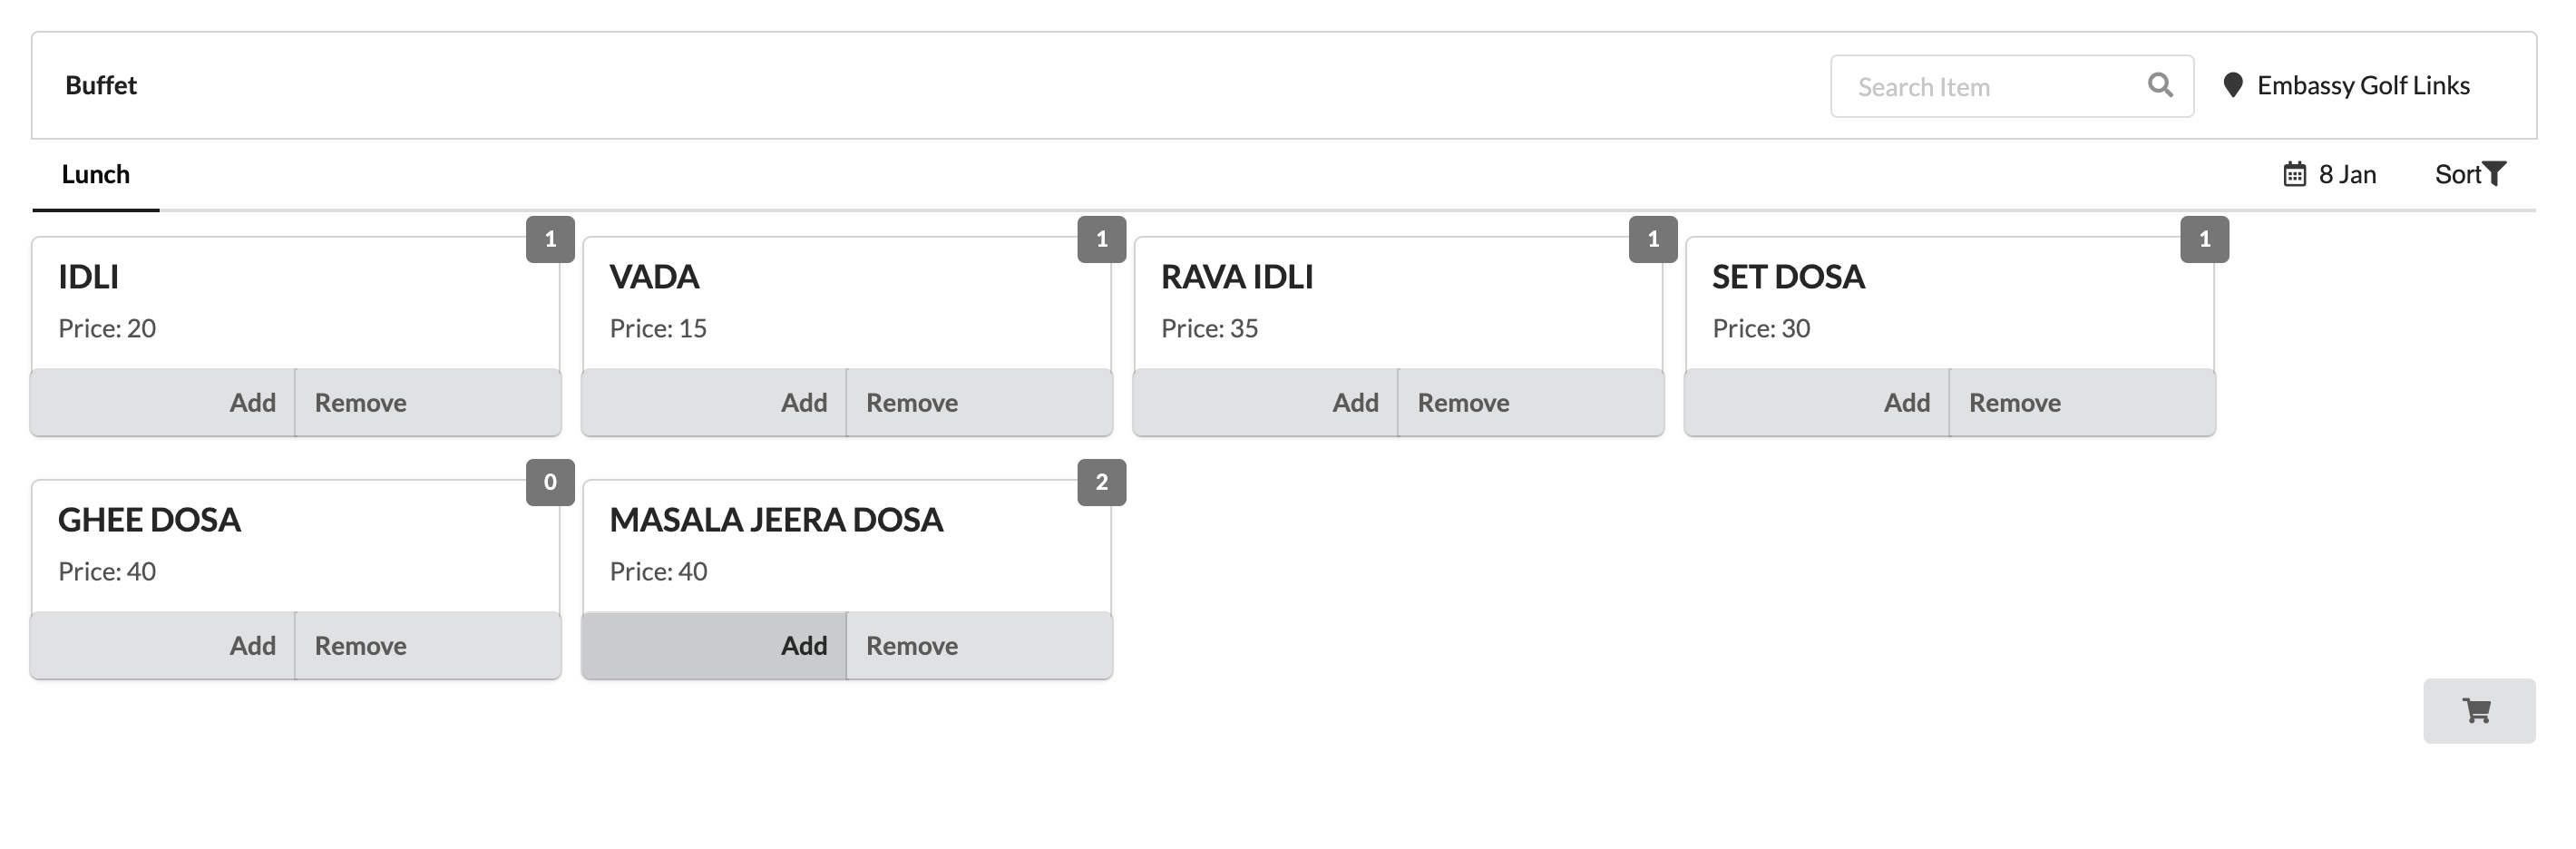 Buffet
Search Item
Embassy Golf Links
Lunch
8 Jan
Sort
1
IDLI
Price: 20
Add
Remove
1
VADA
Price: 15
Add
Remove
1
RAVA IDLI
Price: 35
Add
Remove
1
SET DOSA
Price: 30
Add
Remove
0
GHEE DOSA
Price: 40
Add
Remove
2
MASALA JEERA DOSA
Price: 40
Add
Remove